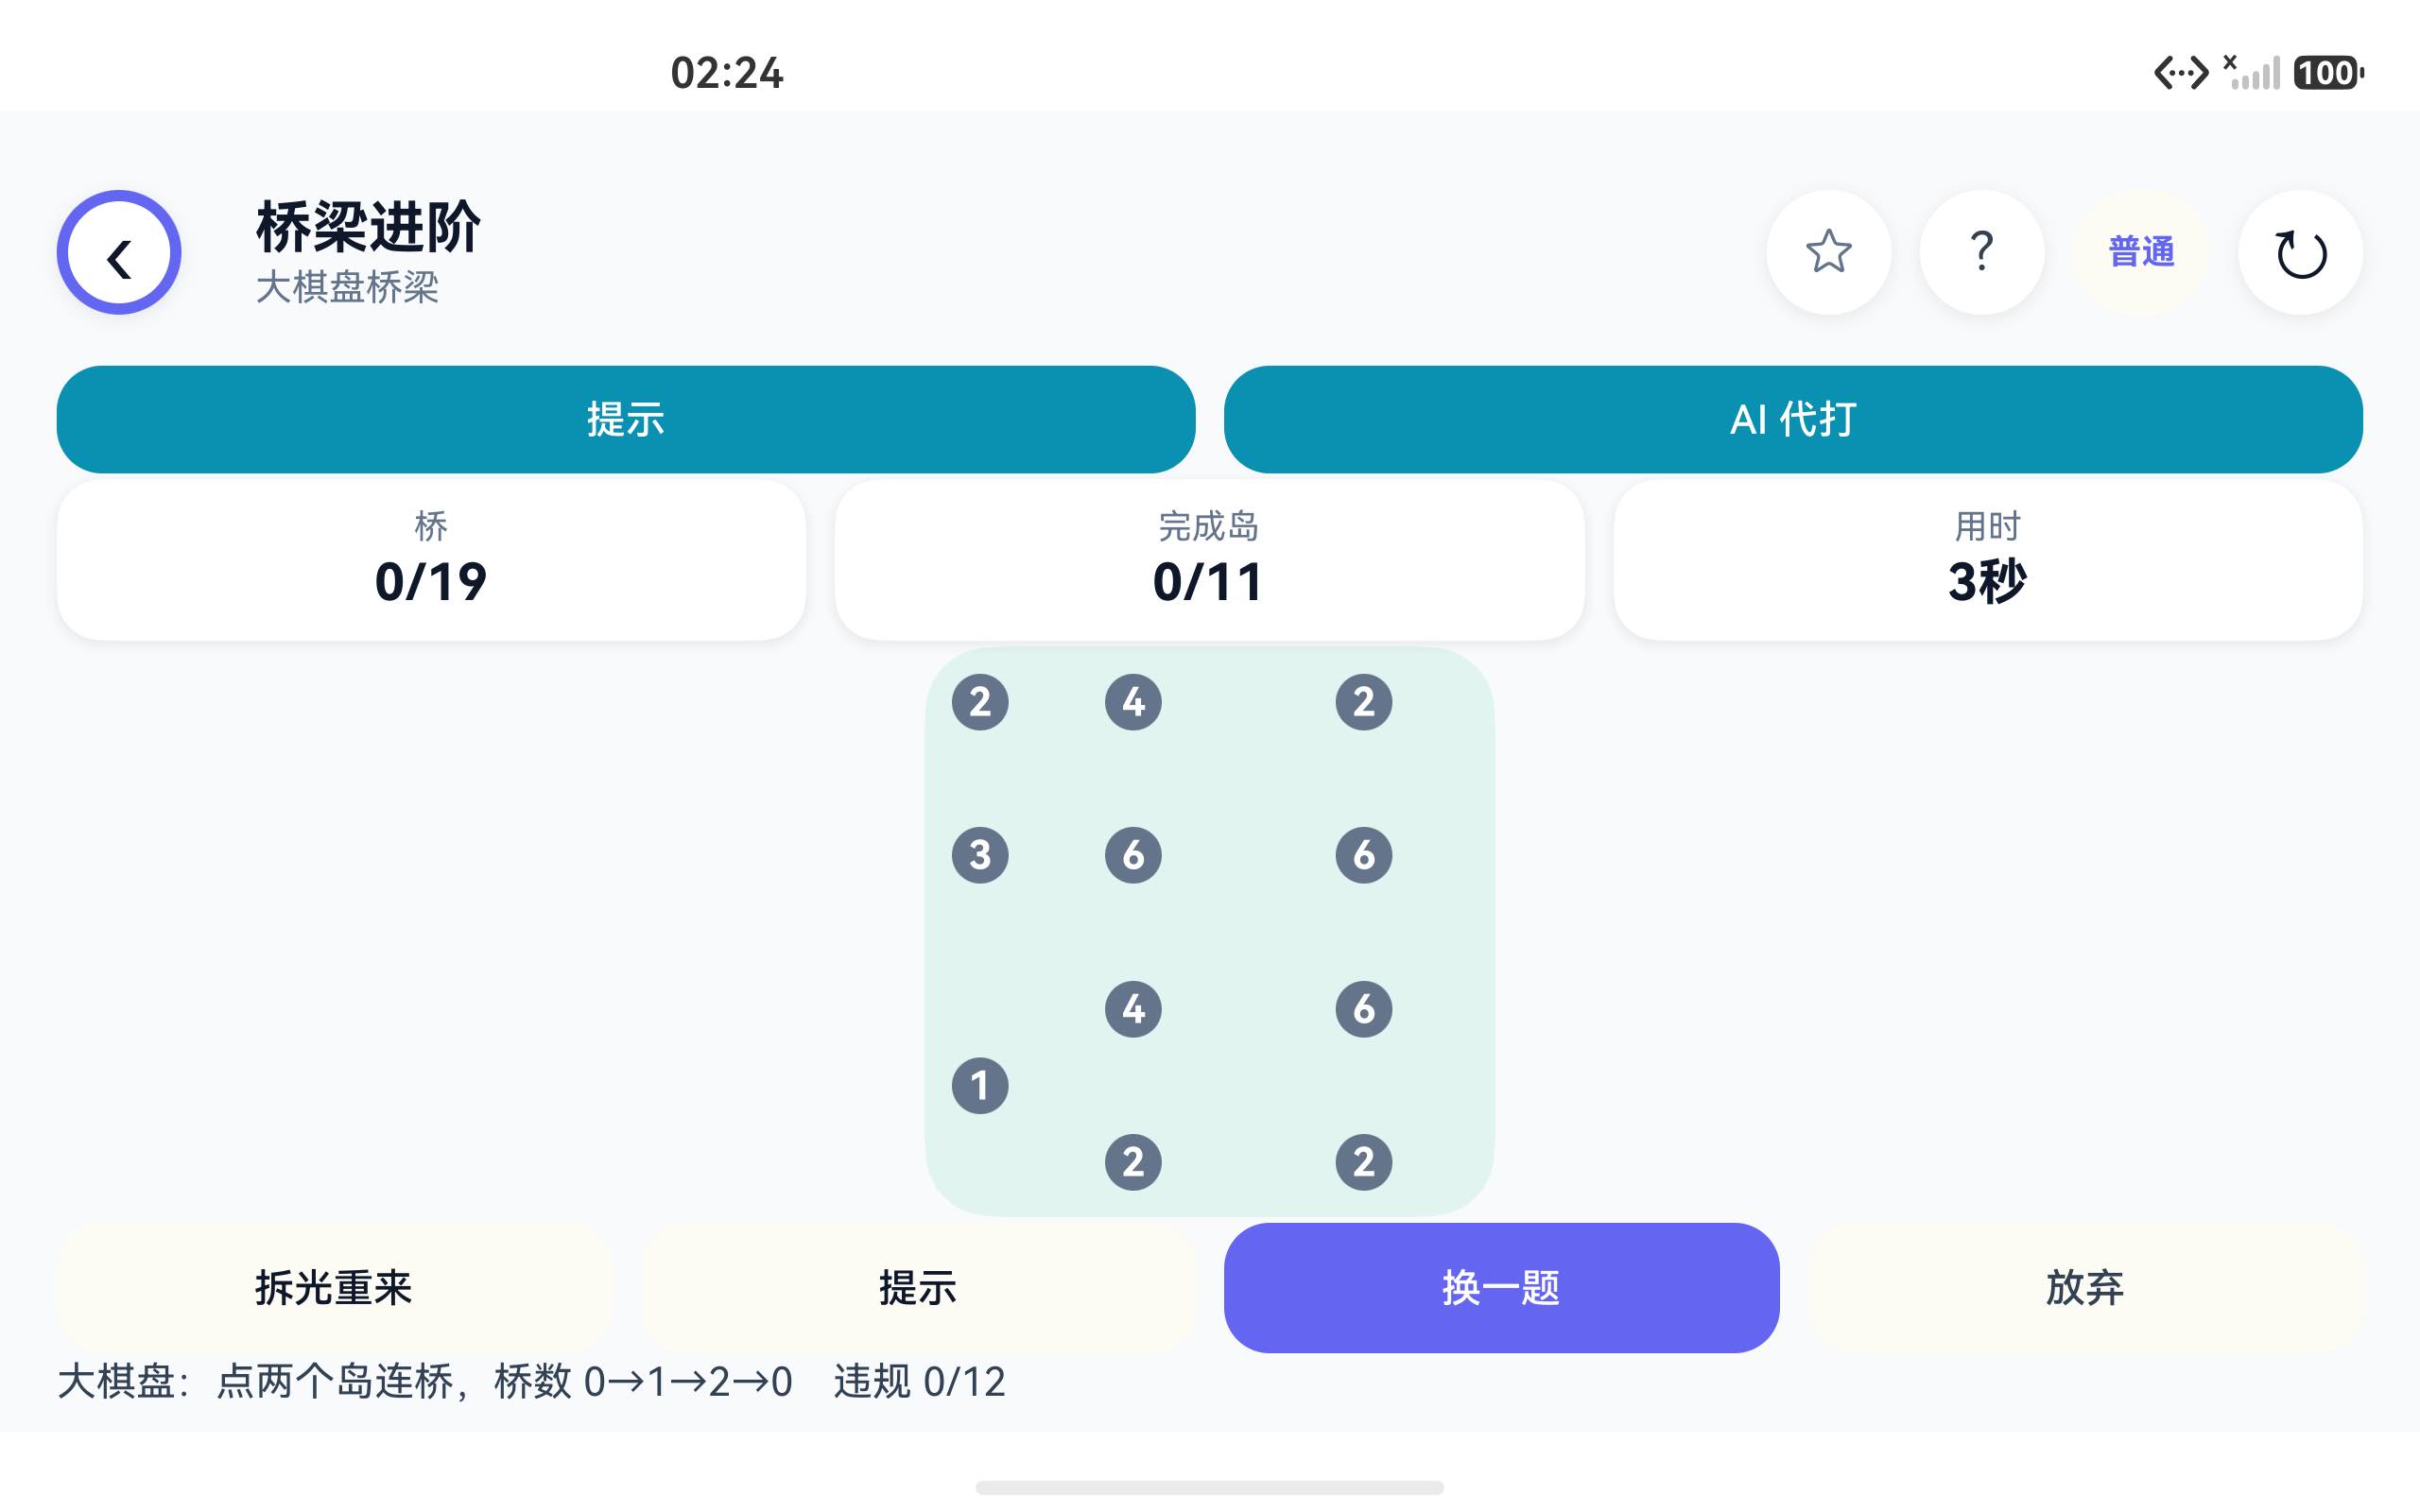 02:24
100
桥梁进阶
大棋盘桥梁
?
普通
提示
AI 代打
桥
0/19
完成岛
0/11
用时
3秒
2 4 2
3 6 6
4 6
1
2 2
拆光重来
提示
换一题
放弃
大棋盘：点两个岛连桥，桥数 0→1→2→0 违规 0/12